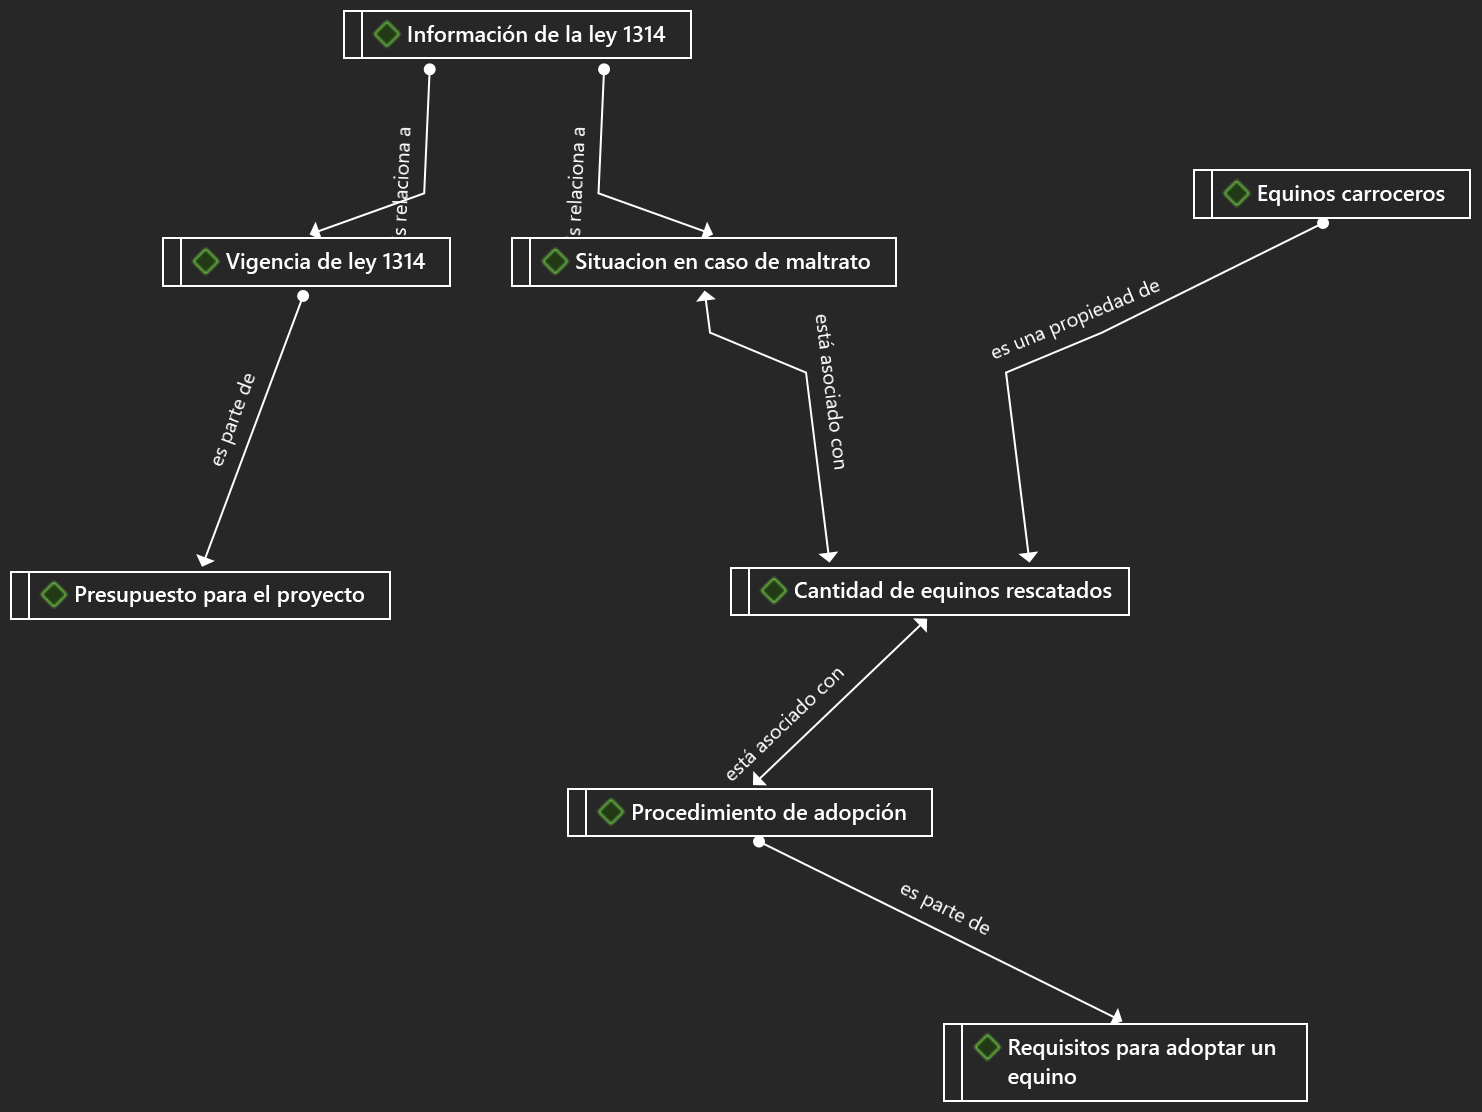 Información de la ley 1314
relaciona a
relaciona a
Equinos carroceros
Vigencia de ley 1314
Situacion en caso de maltrato
es una propiedad de
está asociado con
es parte de
Presupuesto para el proyecto
Cantidad de equinos rescatados
está asociado con
Procedimiento de adopción
es parte de
Requisitos para adoptar un
equino